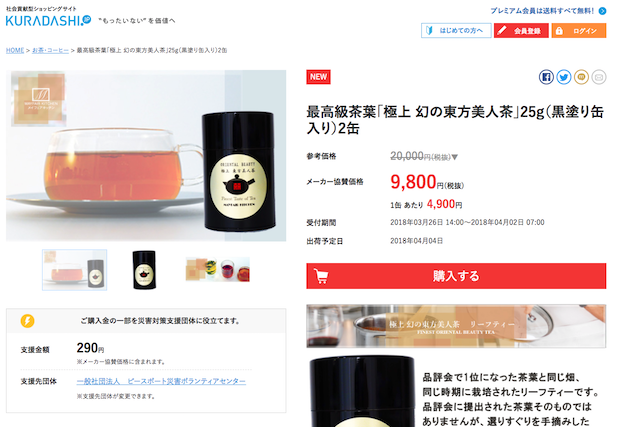 社会貢献型ショッピングサイト
KURADASHI
"もったいない"を価値へ
プレミアム会員は送料すべて無料!
はじめての方へ
会員登録
ログイン
HOME > お茶・コーヒー > 最高級茶葉「極上 幻の東方美人茶」25g(黒塗り缶入り)2缶
NEW
最高級茶葉「極上 幻の東方美人茶」25g(黒塗り缶
入り)2缶
参考価格
20,000円(税抜)▼
メーカー協賛価格
9,800円(税抜)
1缶 あたり 4,900円
受付期間
2018年03月26日 14:00〜2018年04月02日 07:00
出荷予定日
2018年04月04日
購入する
ORIENTAL BEAUTY
極上 東方美人茶
Finest Taste of Tea
ご購入金の一部を災害対策支援団体に役立てます。
支援金額
290円
※メーカー協賛価格に含まれます。
支援先団体
一般社団法人 ピースボート災害ボランティアセンター
※支援先団体が変更できます。
極上 幻の東方美人茶 リーフティー
FINEST ORIENTAL BEAUTY TEA
品評会で1位になった茶葉と同じ畑、
同じ時期に栽培されたリーフティーです。
品評会に提出された茶葉そのものでは
ありませんが、選りすぐりを手摘みした